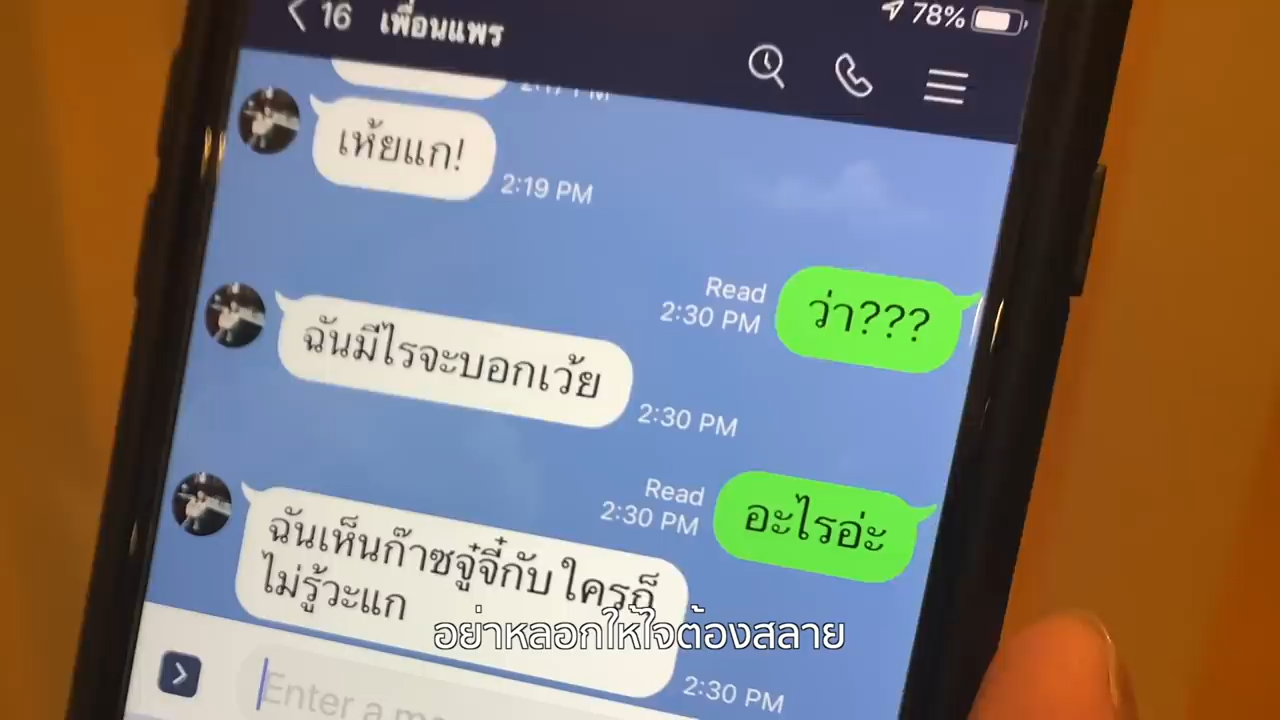 16 เพื่อนแพร
78%
2:17 PM
เห้ยแก!
2:19 PM
ว่า???
Read
2:30 PM
ฉันมีไรจะบอกเว้ย
2:30 PM
อะไรอ่ะ
Read
2:30 PM
ฉันเห็นก๊าซจู๋จี๋กับ ใครก็
ไม่รู้วะแก
2:30 PM
อย่าหลอกให้ใจต้องสลาย
Enter a